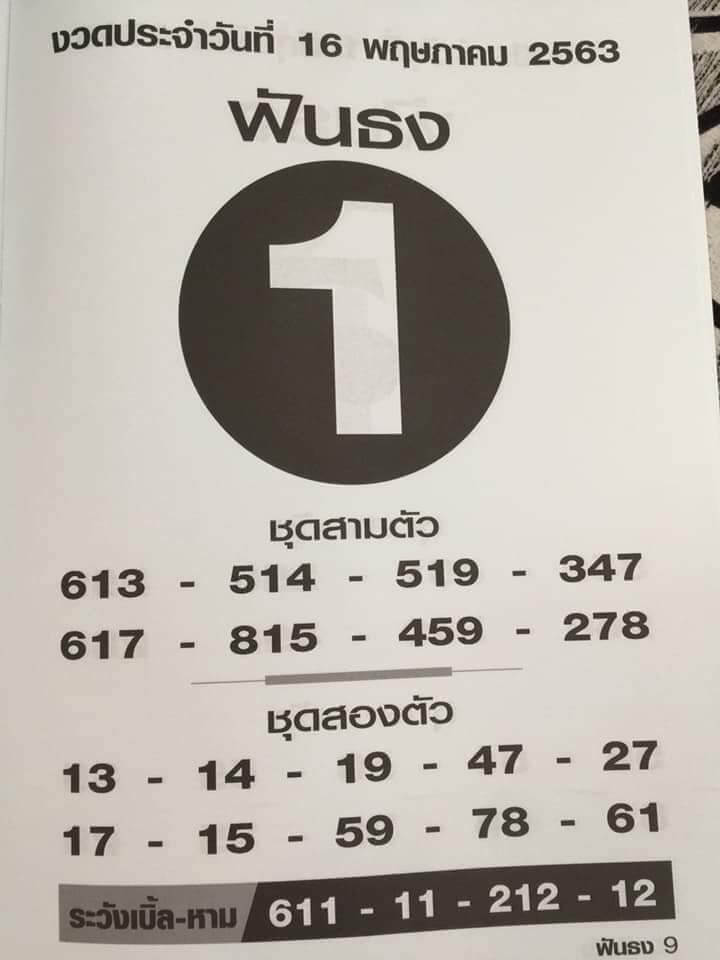 งวดประจำวันที่ 16 พฤษภาคม 2563
ฟันธง
1
ชุดสามตัว
613 - 514 - 519 - 347
617 - 815 - 459 - 278
ชุดสองตัว
13 - 14 - 19 - 47 - 27
17 - 15 - 59 - 78 - 61
ระวังเบิ้ล-หาม 611 - 11 - 212 - 12
ฟันธง 9